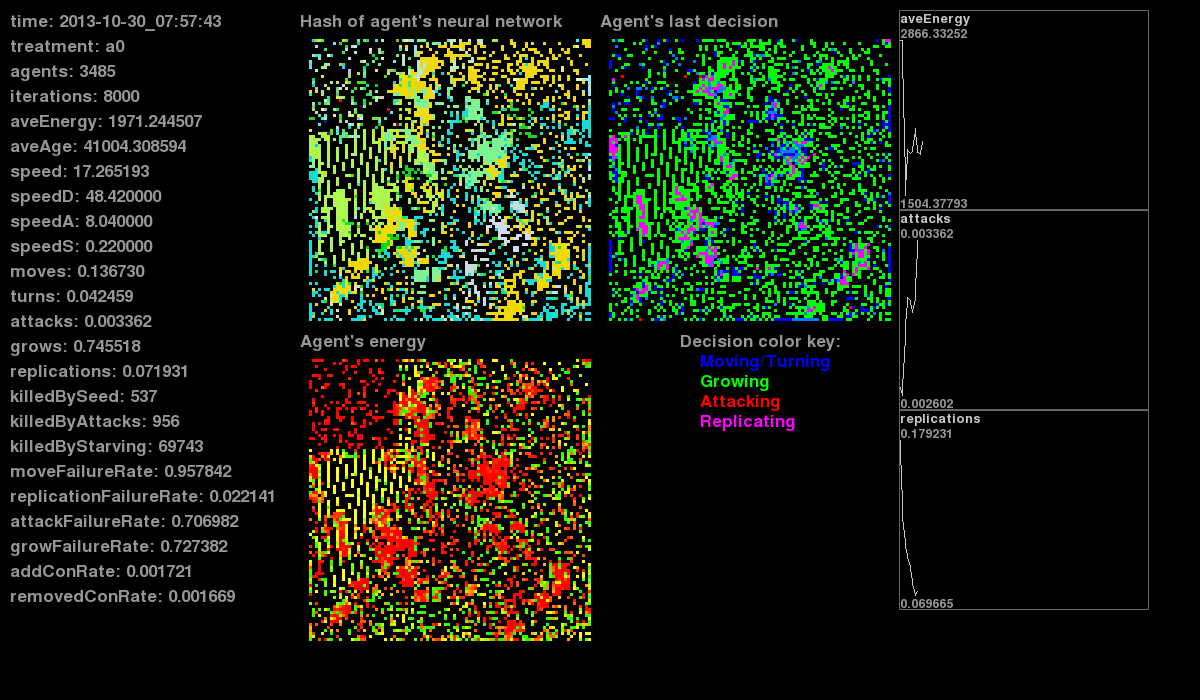 time: 2013-10-30_07:57:43
treatment: a0
agents: 3485
iterations: 8000
aveEnergy: 1971.244507
aveAge: 41004.308594
speed: 17.265193
speedD: 48.420000
speedA: 8.040000
speedS: 0.220000
moves: 0.136730
turns: 0.042459
attacks: 0.003362
grows: 0.745518
replications: 0.071931
killedBySeed: 537
killedByAttacks: 956
killedByStarving: 69743
moveFailureRate: 0.957842
replicationFailureRate: 0.022141
attackFailureRate: 0.706982
growFailureRate: 0.727382
addConRate: 0.001721
removedConRate: 0.001669
Hash of agent's neural network
Agent's last decision
Agent's energy
Decision color key:
Moving/Turning
Growing
Attacking
Replicating
aveEnergy
2866.33252
1504.37793
attacks
0.003362
0.002602
replications
0.179231
0.069665